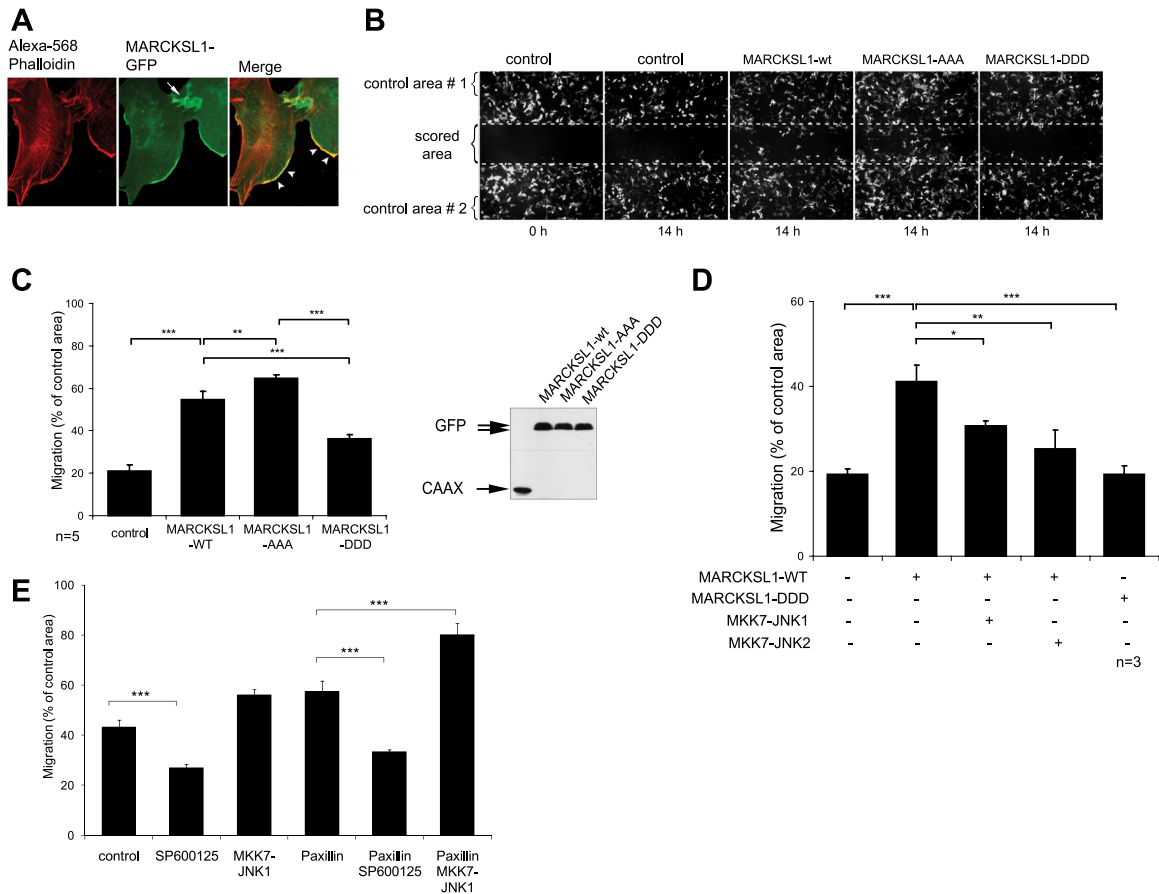 A
Alexa-568
Phalloidin
MARCKSL1-
GFP
Merge
B
control
control
MARCKSL1-wt
MARCKSL1-AAA
MARCKSL1-DDD
control area # 1
scored
area
control area # 2
0 h
14 h
14 h
14 h
14 h
C
Migration (% of control area)
100
80
60
40
20
0
***
**
***
***
control
MARCKSL1
-WT
MARCKSL1
-AAA
MARCKSL1
-DDD
n=5
MARCKSL1-wt
MARCKSL1-AAA
MARCKSL1-DDD
GFP
CAAX
D
Migration (% of control area)
60
40
20
0
***
***
**
*
MARCKSL1-WT - + + + -
MARCKSL1-DDD - - - - +
MKK7-JNK1 - - + - -
MKK7-JNK2 - - - + -
n=3
E
Migration (% of control area)
100
80
60
40
20
0
***
***
***
control
SP600125
MKK7-
JNK1
Paxillin
Paxillin
SP600125
Paxillin
MKK7-
JNK1